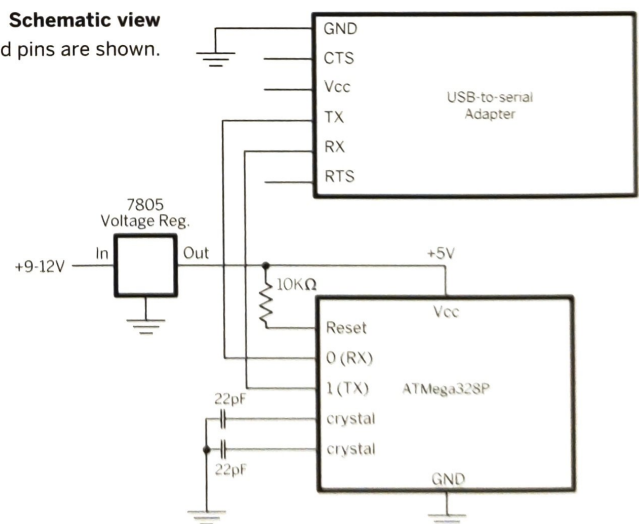 Schematic view
d pins are shown.
GND
CTS
Vcc
TX
RX
RTS
USB-to-serial
Adapter
7805
Voltage Reg.
+9-12V
In
Out
+5V
10KΩ
Vcc
Reset
0 (RX)
1 (TX)
ATMega328P
22pF
crystal
crystal
22pF
GND